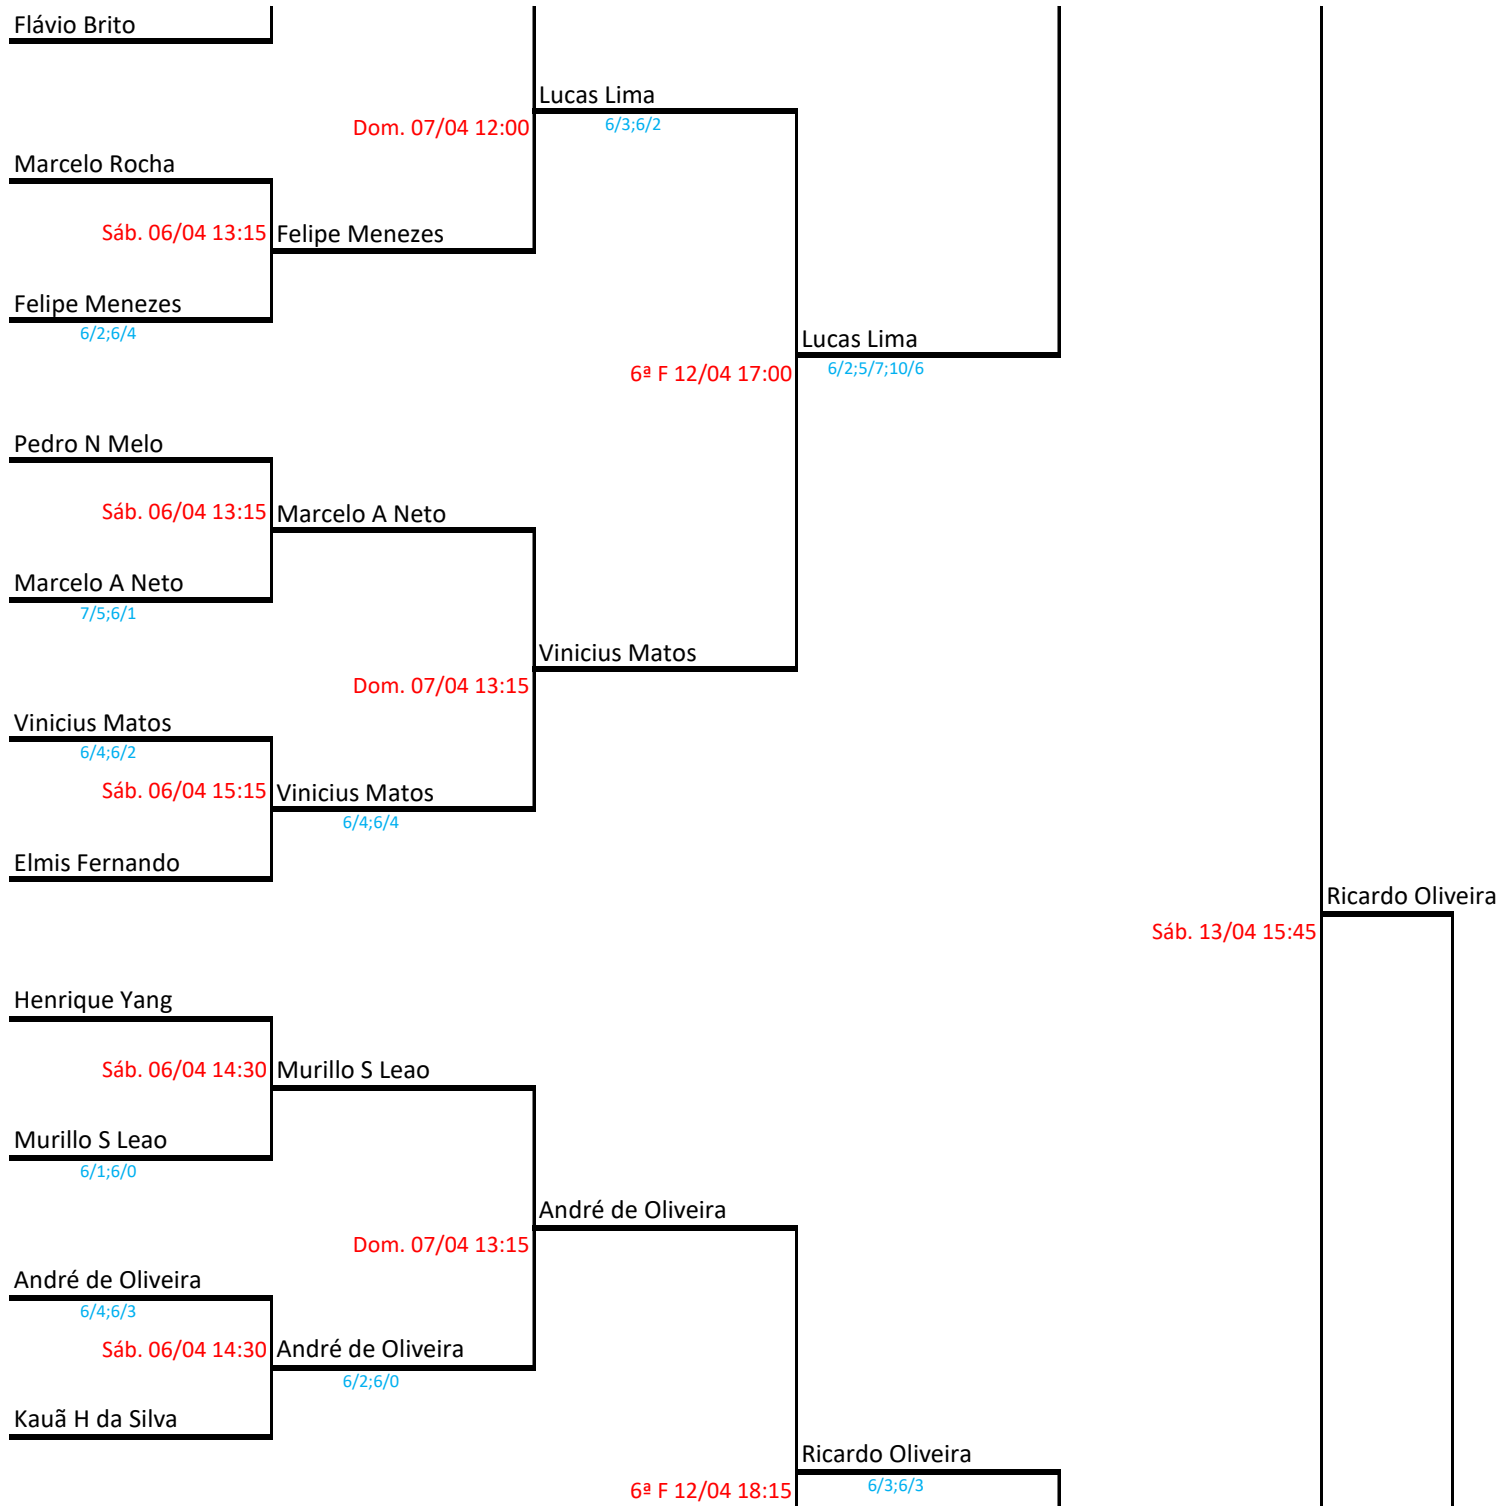 Flávio Brito
Lucas Lima
Dom. 07/04 12:00
6/3;6/2
Marcelo Rocha
Sáb. 06/04 13:15
Felipe Menezes
Felipe Menezes
6/2;6/4
Lucas Lima
6ª F 12/04 17:00
6/2;5/7;10/6
Pedro N Melo
Sáb. 06/04 13:15
Marcelo A Neto
Marcelo A Neto
7/5;6/1
Vinicius Matos
Dom. 07/04 13:15
Vinicius Matos
6/4;6/2
Sáb. 06/04 15:15
Vinicius Matos
6/4;6/4
Elmis Fernando
Ricardo Oliveira
Sáb. 13/04 15:45
Henrique Yang
Sáb. 06/04 14:30
Murillo S Leao
Murillo S Leao
6/1;6/0
André de Oliveira
Dom. 07/04 13:15
André de Oliveira
6/4;6/3
Sáb. 06/04 14:30
André de Oliveira
6/2;6/0
Kauã H da Silva
Ricardo Oliveira
6ª F 12/04 18:15
6/3;6/3